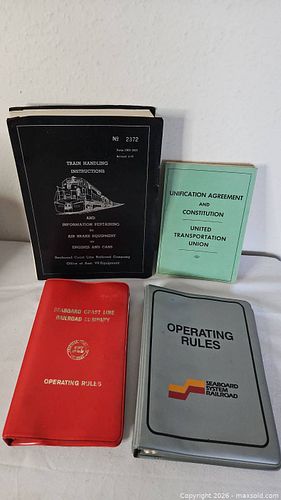 No 2372
TRAIN HANDLING
INSTRUCTIONS
AND
INFORMATION PERTAINING
to
AIR BRAKE EQUIPMENT
on
ENGINES AND CARS
Seaboard Coast Line Railroad Company
UNIFICATION AGREEMENT
AND
CONSTITUTION
UNITED
TRANSPORTATION
UNION
SEABOARD COAST LINE
RAILROAD COMPANY
OPERATING RULES
OPERATING
RULES
SEABOARD
SYSTEM
RAILROAD
Copyright ©2026 - maxsold.com